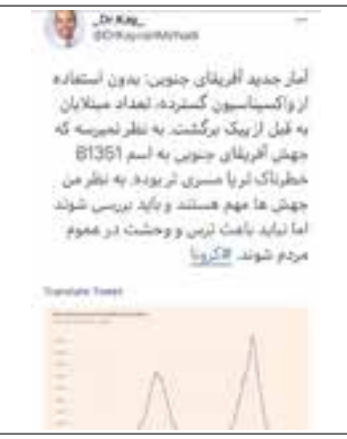 _Dr Kay_
آمار جدید آفریقای جنوبی: بدون استفاده
از واکسیناسیون گسترده، تعداد مبتلایان
به قبل از پیک برگشت. به نظر نمیرسه که
جهش آفریقای جنوبی به اسم B1351
خطرناک تر یا مسری تر بوده. به نظر من
جهش ها مهم هستند و باید بررسی شوند
اما نباید باعث ترس و وحشت در عموم
مردم شوند. #کرونا
Translate Tweet